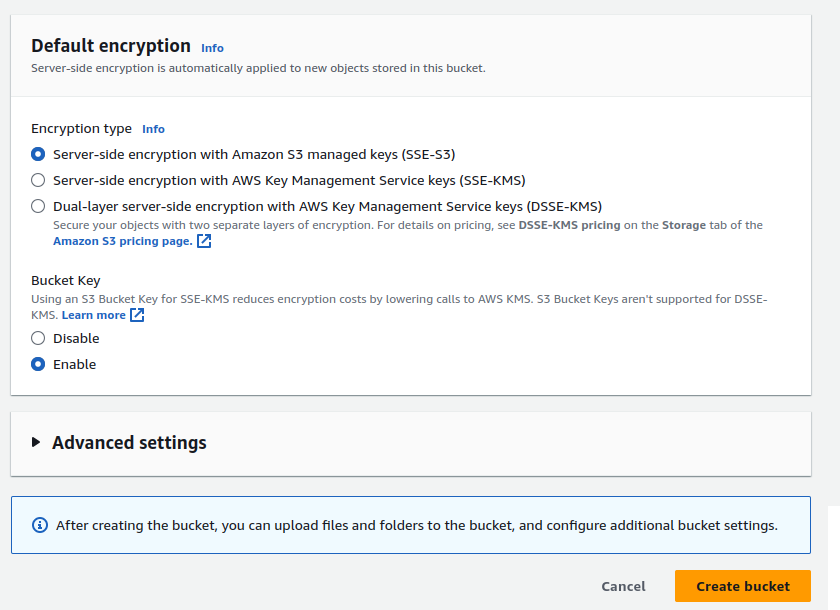 Default encryption Info
Server-side encryption is automatically applied to new objects stored in this bucket.
Encryption type Info
Server-side encryption with Amazon S3 managed keys (SSE-S3)
Server-side encryption with AWS Key Management Service keys (SSE-KMS)
Dual-layer server-side encryption with AWS Key Management Service keys (DSSE-KMS)
Secure your objects with two separate layers of encryption. For details on pricing, see DSSE-KMS pricing on the Storage tab of the
Amazon S3 pricing page.
Bucket Key
Using an S3 Bucket Key for SSE-KMS reduces encryption costs by lowering calls to AWS KMS. S3 Bucket Keys aren't supported for DSSE-
KMS. Learn more
Disable
Enable
Advanced settings
After creating the bucket, you can upload files and folders to the bucket, and configure additional bucket settings.
Cancel Create bucket